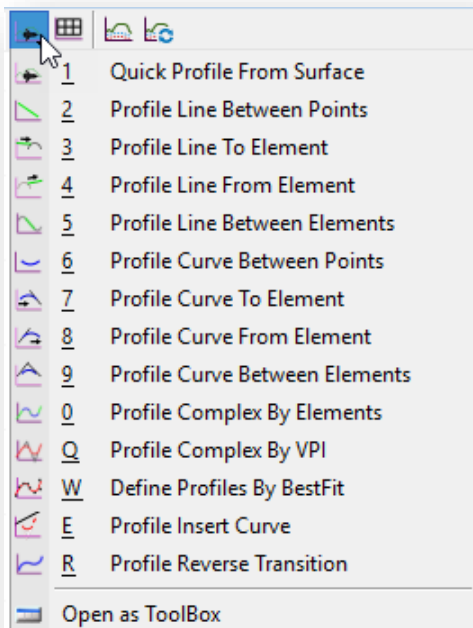 1 Quick Profile From Surface
2 Profile Line Between Points
3 Profile Line To Element
4 Profile Line From Element
5 Profile Line Between Elements
6 Profile Curve Between Points
7 Profile Curve To Element
8 Profile Curve From Element
9 Profile Curve Between Elements
0 Profile Complex By Elements
Q Profile Complex By VPI
W Define Profiles By BestFit
E Profile Insert Curve
R Profile Reverse Transition
Open as ToolBox